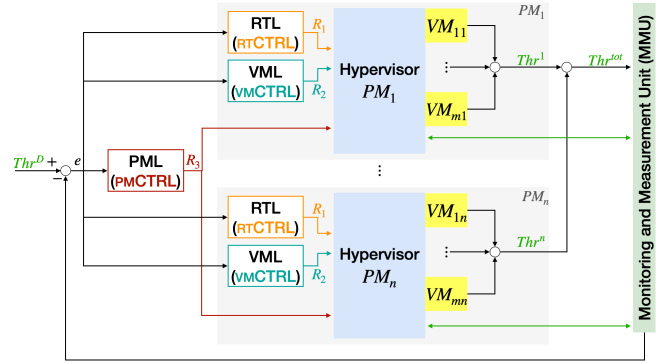 PM₁
RTL
(RTCTRL)
R₁
VML
(VMCTRL)
R₂
Hypervisor
PM₁
VM₁₁
⋮
VMₘ₁
Thr¹
Thrᵗᵒᵗ
Thrᴰ
+
−
e
PML
(PMCTRL)
R₃
⋮
PMₙ
RTL
(RTCTRL)
R₁
VML
(VMCTRL)
R₂
Hypervisor
PMₙ
VM₁ₙ
⋮
VMₘₙ
Thrⁿ
Monitoring and Measurement Unit (MMU)